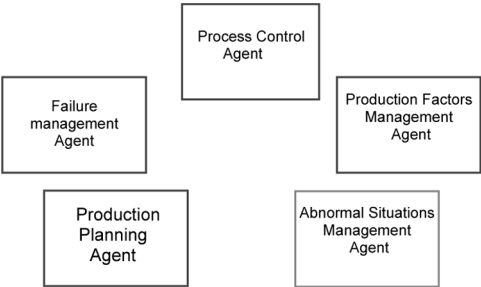 Process Control
Agent
Failure
management
Agent
Production Factors
Management
Agent
Production
Planning
Agent
Abnormal Situations
Management
Agent